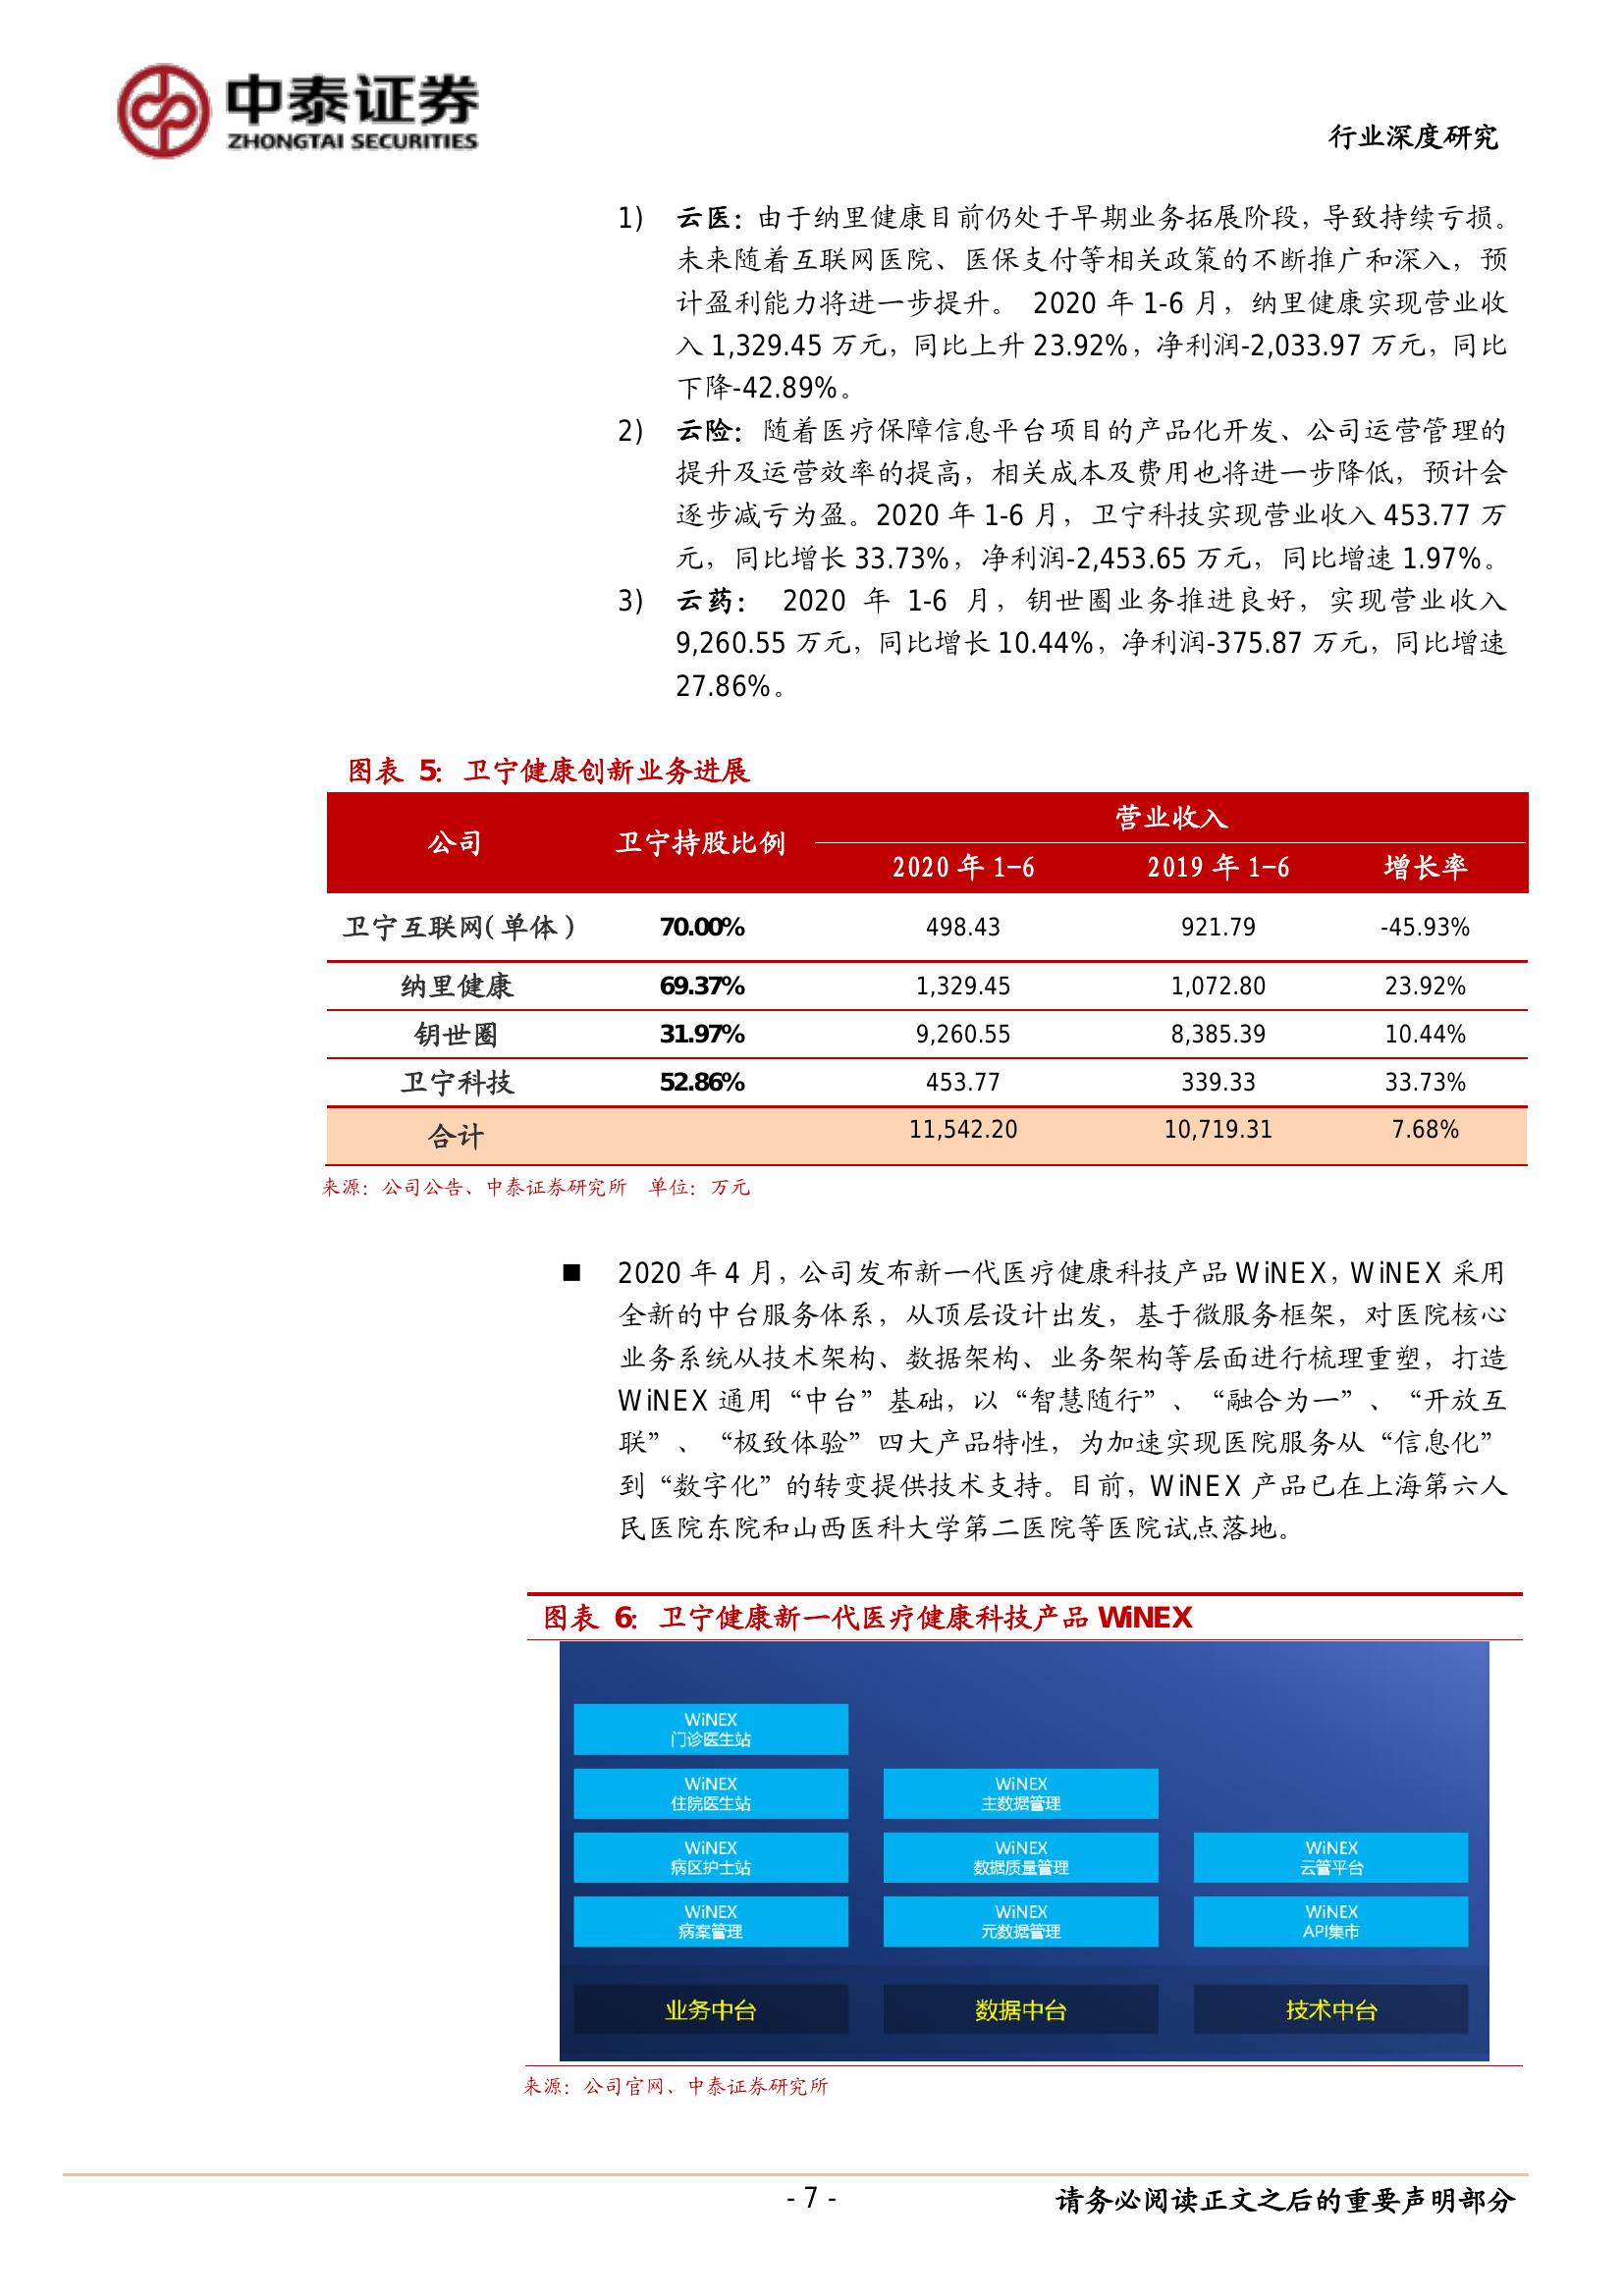 中泰证券
ZHONGTAI SECURITIES
行业深度研究
1) 云医：由于纳里健康目前仍处于早期业务拓展阶段，导致持续亏损。
未来随着互联网医院、医保支付等相关政策的不断推广和深入，预
计盈利能力将进一步提升。 2020 年 1-6 月，纳里健康实现营业收
入 1,329.45 万元，同比上升 23.92%，净利润-2,033.97 万元，同比
下降-42.89%。
2) 云险：随着医疗保障信息平台项目的产品化开发、公司运营管理的
提升及运营效率的提高，相关成本及费用也将进一步降低，预计会
逐步减亏为盈。2020 年 1-6 月，卫宁科技实现营业收入 453.77 万
元，同比增长 33.73%，净利润-2,453.65 万元，同比增速 1.97%。
3) 云药： 2020 年 1-6 月，钥世圈业务推进良好，实现营业收入
9,260.55 万元，同比增长 10.44%，净利润-375.87 万元，同比增速
27.86%。
图表 5：卫宁健康创新业务进展
公司 卫宁持股比例 营业收入
2020 年 1-6 2019 年 1-6 增长率
卫宁互联网(单体) 70.00% 498.43 921.79 -45.93%
纳里健康 69.37% 1,329.45 1,072.80 23.92%
钥世圈 31.97% 9,260.55 8,385.39 10.44%
卫宁科技 52.86% 453.77 339.33 33.73%
合计 11,542.20 10,719.31 7.68%
来源：公司公告、中泰证券研究所 单位：万元
■ 2020 年 4 月，公司发布新一代医疗健康科技产品 WiNEX，WiNEX 采用
全新的中台服务体系，从顶层设计出发，基于微服务框架，对医院核心
业务系统从技术架构、数据架构、业务架构等层面进行梳理重塑，打造
WiNEX 通用“中台”基础，以“智慧随行”、“融合为一”、“开放互
联”、“极致体验”四大产品特性，为加速实现医院服务从“信息化”
到“数字化”的转变提供技术支持。目前，WiNEX 产品已在上海第六人
民医院东院和山西医科大学第二医院等医院试点落地。
图表 6：卫宁健康新一代医疗健康科技产品 WiNEX
WiNEX
门诊医生站
WiNEX WiNEX
住院医生站 主数据管理
WiNEX WiNEX WiNEX
病区护士站 数据质量管理 云管平台
WiNEX WiNEX WiNEX
病案管理 元数据管理 API集市
业务中台 数据中台 技术中台
来源：公司官网、中泰证券研究所
- 7 - 请务必阅读正文之后的重要声明部分